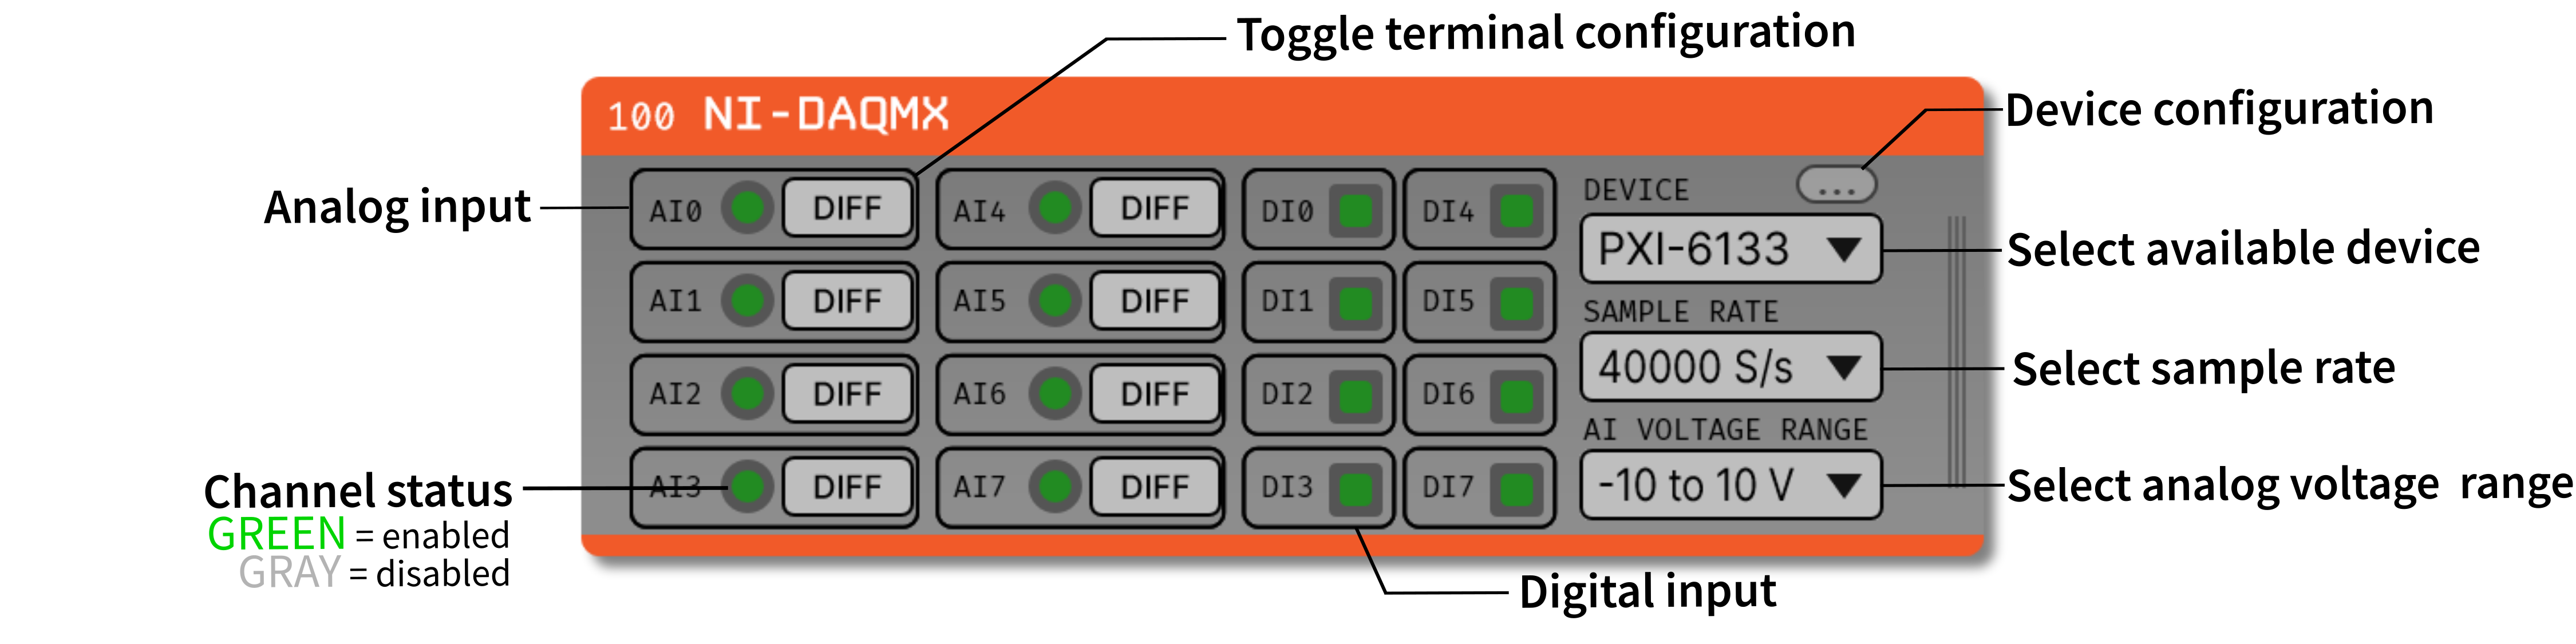 Toggle terminal configuration
100 NI-DAQMX
Device configuration
Analog input
AI0 DIFF AI4 DIFF DI0 DI4
AI1 DIFF AI5 DIFF DI1 DI5
AI2 DIFF AI6 DIFF DI2 DI6
AI3 DIFF AI7 DIFF DI3 DI7
DEVICE ...
PXI-6133
Select available device
SAMPLE RATE
40000 S/s
Select sample rate
AI VOLTAGE RANGE
-10 to 10 V
Select analog voltage range
Channel status
GREEN = enabled
GRAY = disabled
Digital input